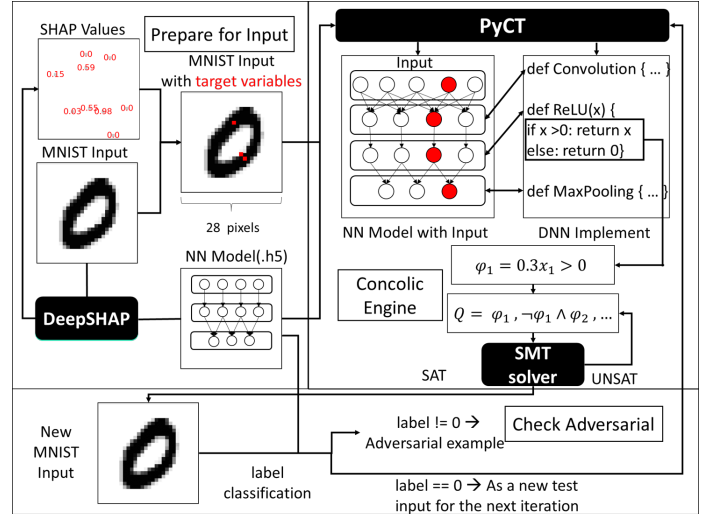 SHAP Values
0.0
0.59
0.15
0.0
0.03
0.55
0.98
0.0
0.0
MNIST Input
Prepare for Input
MNIST Input
with target variables
28 pixels
NN Model(.h5)
DeepSHAP
PyCT
Input
NN Model with Input
def Convolution { ... }
def ReLU(x) {
if x >0: return x
else: return 0}
def MaxPooling { ... }
DNN Implement
Concolic
Engine
φ₁ = 0.3x₁ > 0
Q = φ₁ , ¬φ₁ ∧ φ₂ , ...
SMT
solver
SAT
UNSAT
New
MNIST
Input
label
classification
label != 0 →
Adversarial example
Check Adversarial
label == 0 → As a new test
input for the next iteration